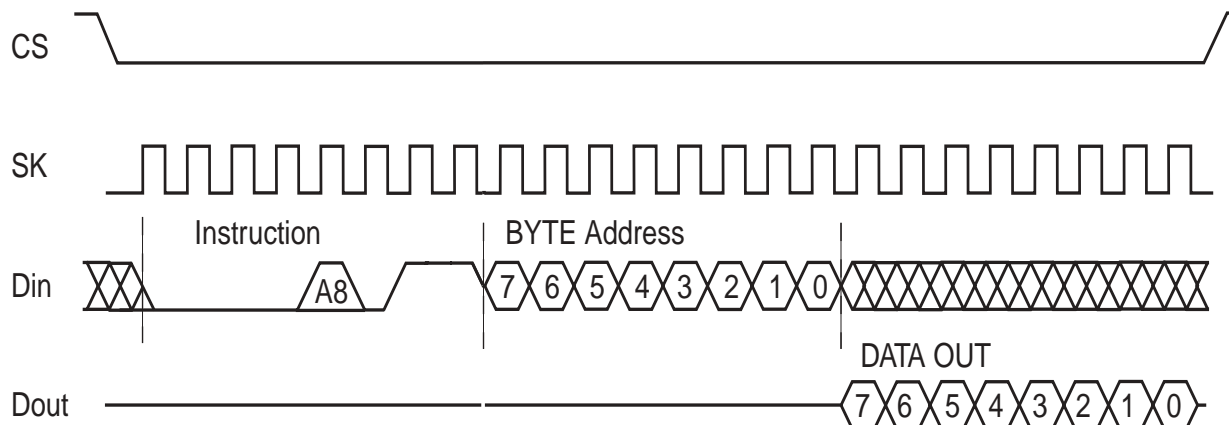 CS
SK
Instruction BYTE Address
Din A8 7 6 5 4 3 2 1 0
DATA OUT
Dout 7 6 5 4 3 2 1 0